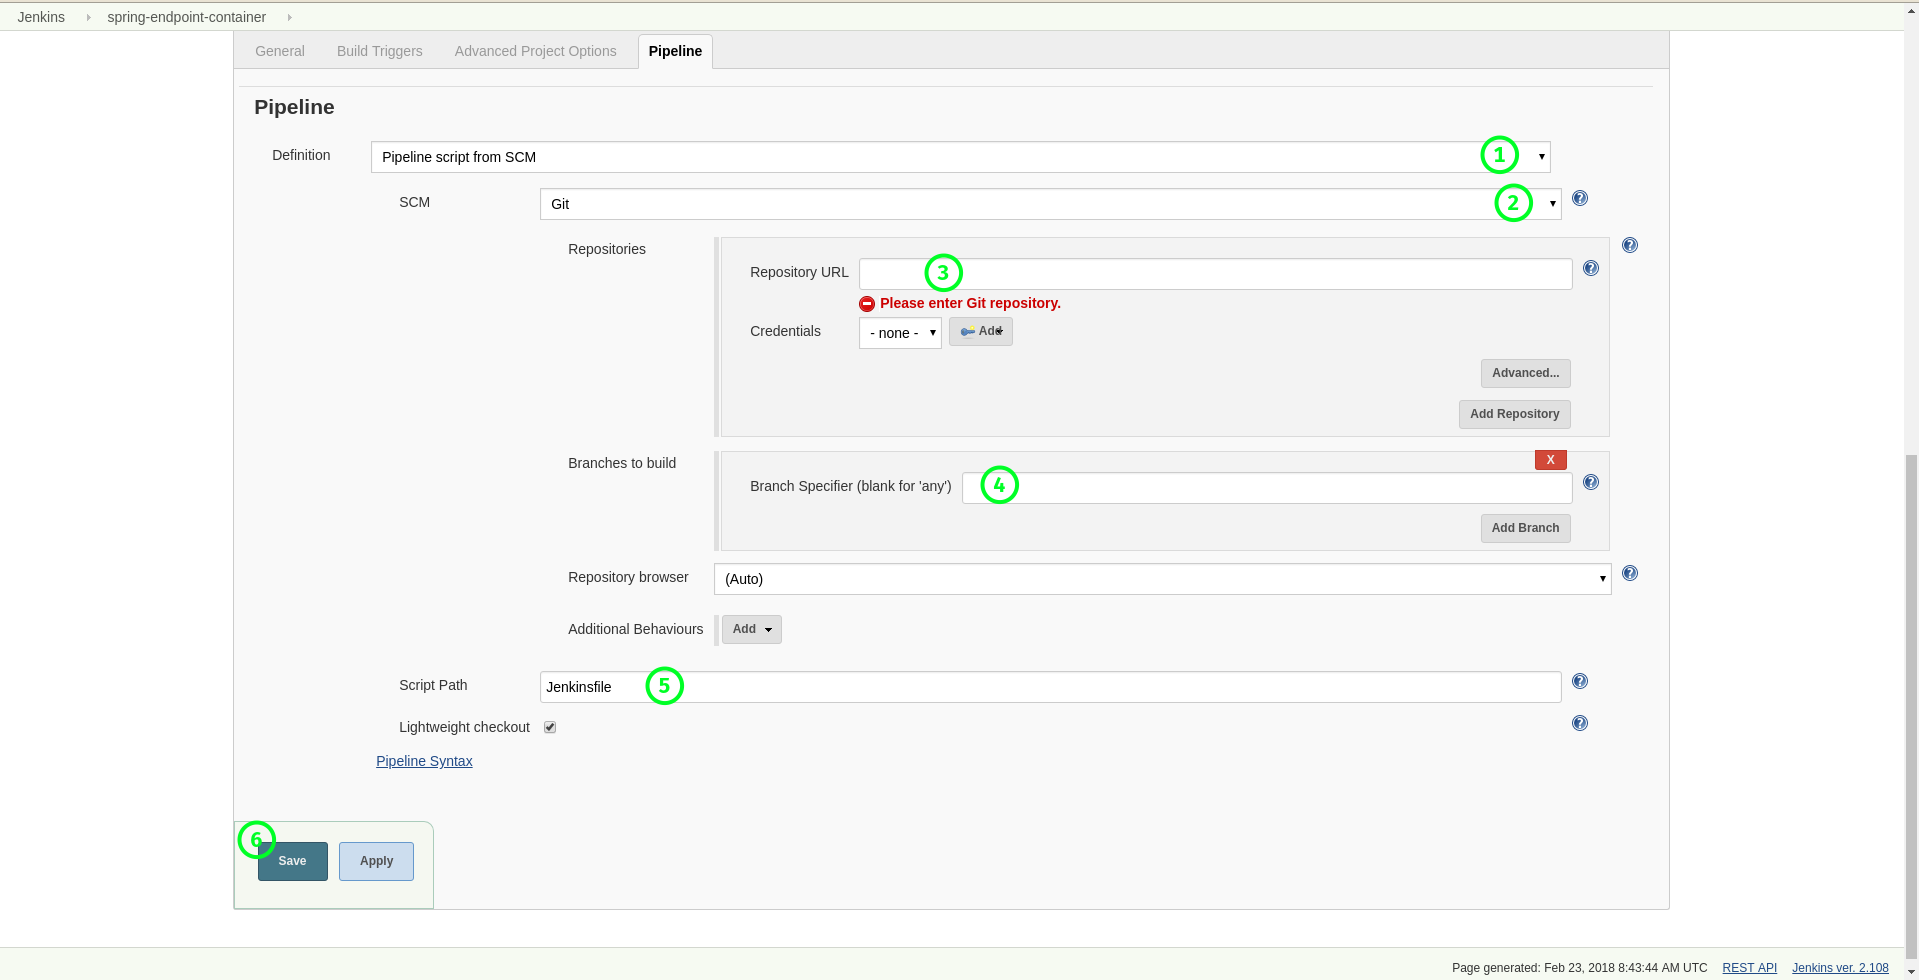 Jenkins spring-endpoint-container
General Build Triggers Advanced Project Options Pipeline
Pipeline
Definition Pipeline script from SCM 1
SCM Git 2
Repositories
Repository URL 3
Please enter Git repository.
Credentials - none - Add
Advanced...
Add Repository
Branches to build
X
Branch Specifier (blank for 'any') 4
Add Branch
Repository browser (Auto)
Additional Behaviours Add
Script Path Jenkinsfile 5
Lightweight checkout
Pipeline Syntax
6
Save Apply
Page generated: Feb 23, 2018 8:43:44 AM UTC REST API Jenkins ver. 2.108